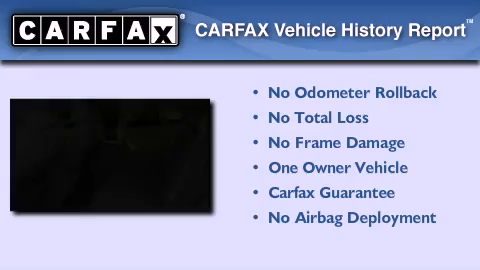 CARFAX® CARFAX Vehicle History Report™
• No Odometer Rollback
• No Total Loss
• No Frame Damage
• One Owner Vehicle
• Carfax Guarantee
• No Airbag Deployment